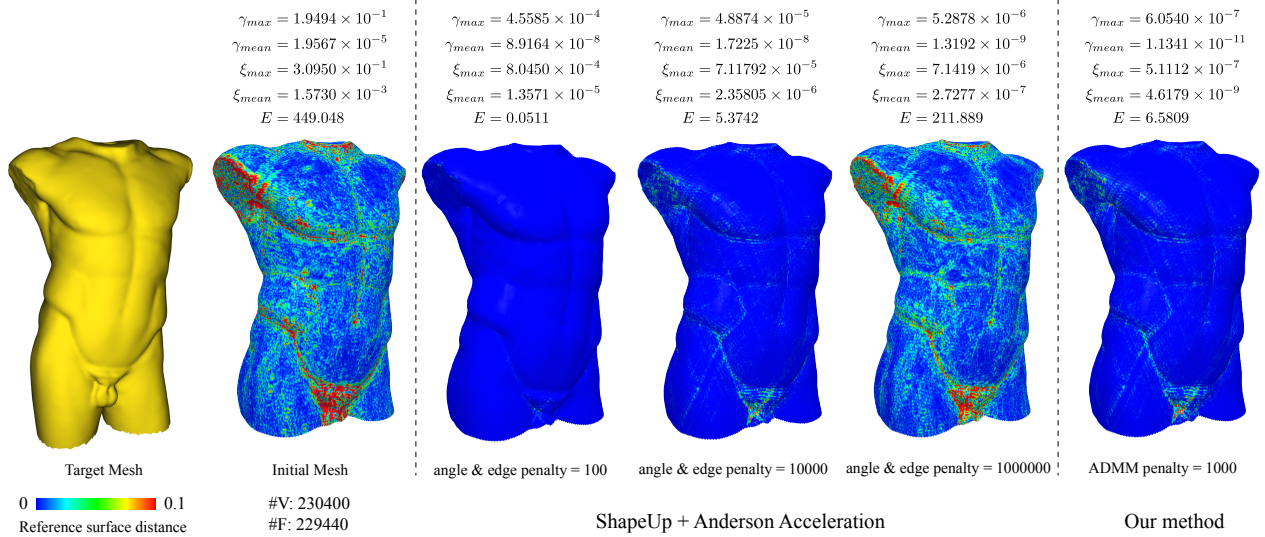 γmax = 1.9494 × 10⁻¹
γmean = 1.9567 × 10⁻⁵
ξmax = 3.0950 × 10⁻¹
ξmean = 1.5730 × 10⁻³
E = 449.048
γmax = 4.5585 × 10⁻⁴
γmean = 8.9164 × 10⁻⁸
ξmax = 8.0450 × 10⁻⁴
ξmean = 1.3571 × 10⁻⁵
E = 0.0511
γmax = 4.8874 × 10⁻⁵
γmean = 1.7225 × 10⁻⁸
ξmax = 7.11792 × 10⁻⁵
ξmean = 2.35805 × 10⁻⁶
E = 5.3742
γmax = 5.2878 × 10⁻⁶
γmean = 1.3192 × 10⁻⁹
ξmax = 7.1419 × 10⁻⁶
ξmean = 2.7277 × 10⁻⁷
E = 211.889
γmax = 6.0540 × 10⁻⁷
γmean = 1.1341 × 10⁻¹¹
ξmax = 5.1112 × 10⁻⁷
ξmean = 4.6179 × 10⁻⁹
E = 6.5809
Target Mesh
Initial Mesh
angle & edge penalty = 100
angle & edge penalty = 10000
angle & edge penalty = 1000000
ADMM penalty = 1000
0 0.1
Reference surface distance
#V: 230400
#F: 229440
ShapeUp + Anderson Acceleration
Our method